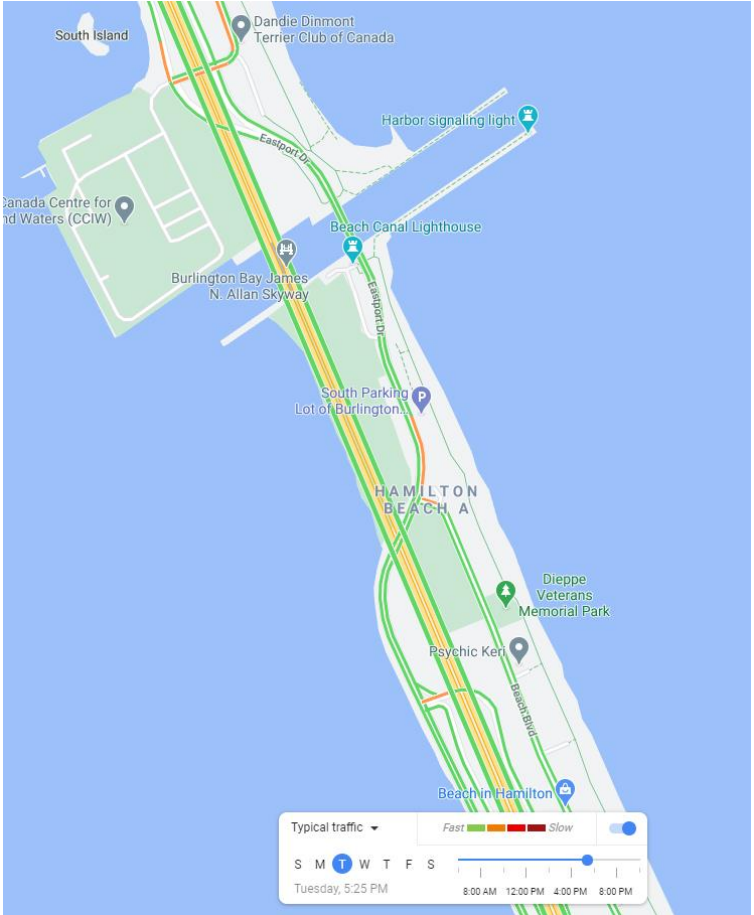 South Island
Dandie Dinmont
Terrier Club of Canada
Harbor signaling light
Eastport Dr
Canada Centre for
nd Waters (CCIW)
Beach Canal Lighthouse
Burlington Bay James
N. Allan Skyway
Eastport Dr
South Parking
Lot of Burlington...
P
HAMILTON
BEACH A
Dieppe
Veterans
Memorial Park
Psychic Keri
Beach Blvd
Beach in Hamilton
Typical traffic
Fast Slow
S M T W T F S
Tuesday, 5:25 PM
8:00 AM 12:00 PM 4:00 PM 8:00 PM